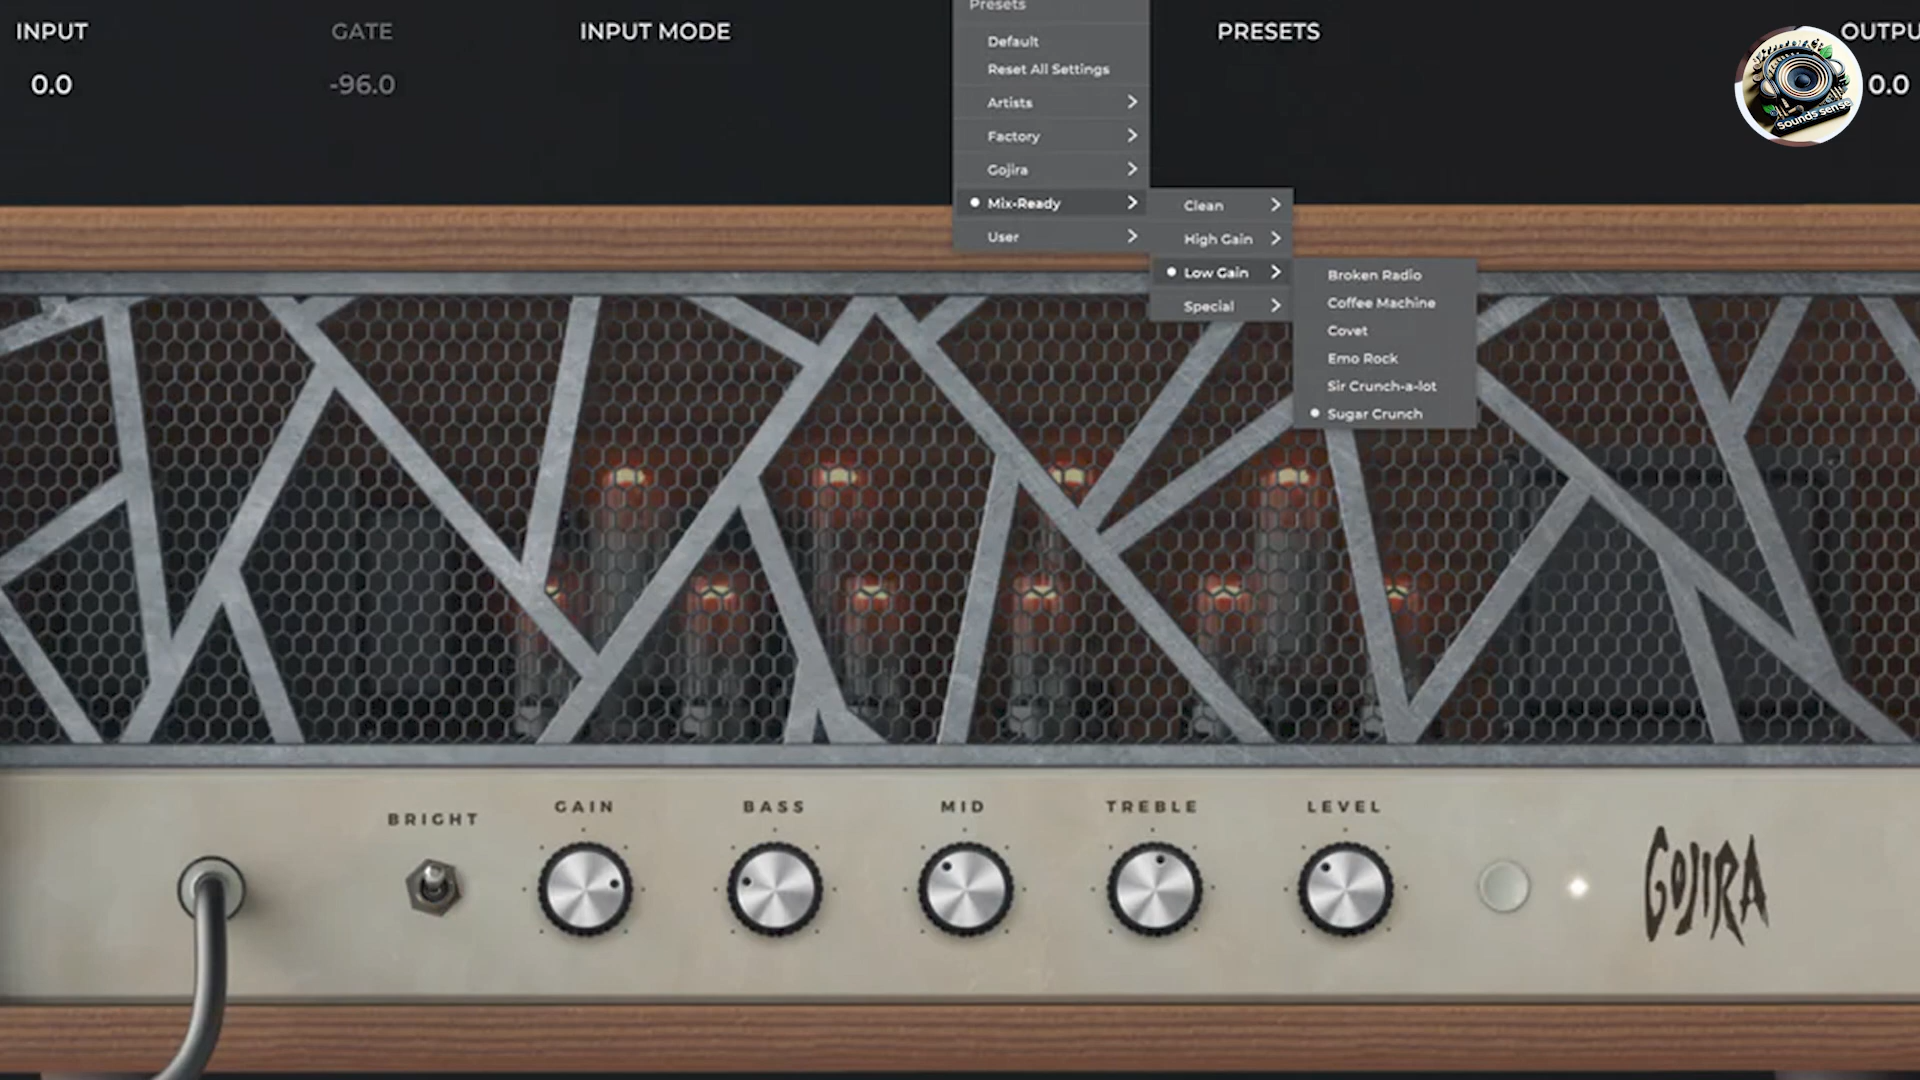 INPUT
0.0
GATE
-96.0
INPUT MODE
Presets
Default
Reset All Settings
Artists
Factory
Gojira
Mix-Ready
User
Clean
High Gain
Low Gain
Special
Broken Radio
Coffee Machine
Covet
Emo Rock
Sir Crunch-a-lot
Sugar Crunch
PRESETS
OUTPU
0.0
sounds sense
BRIGHT
GAIN
BASS
MID
TREBLE
LEVEL
GOJIRA